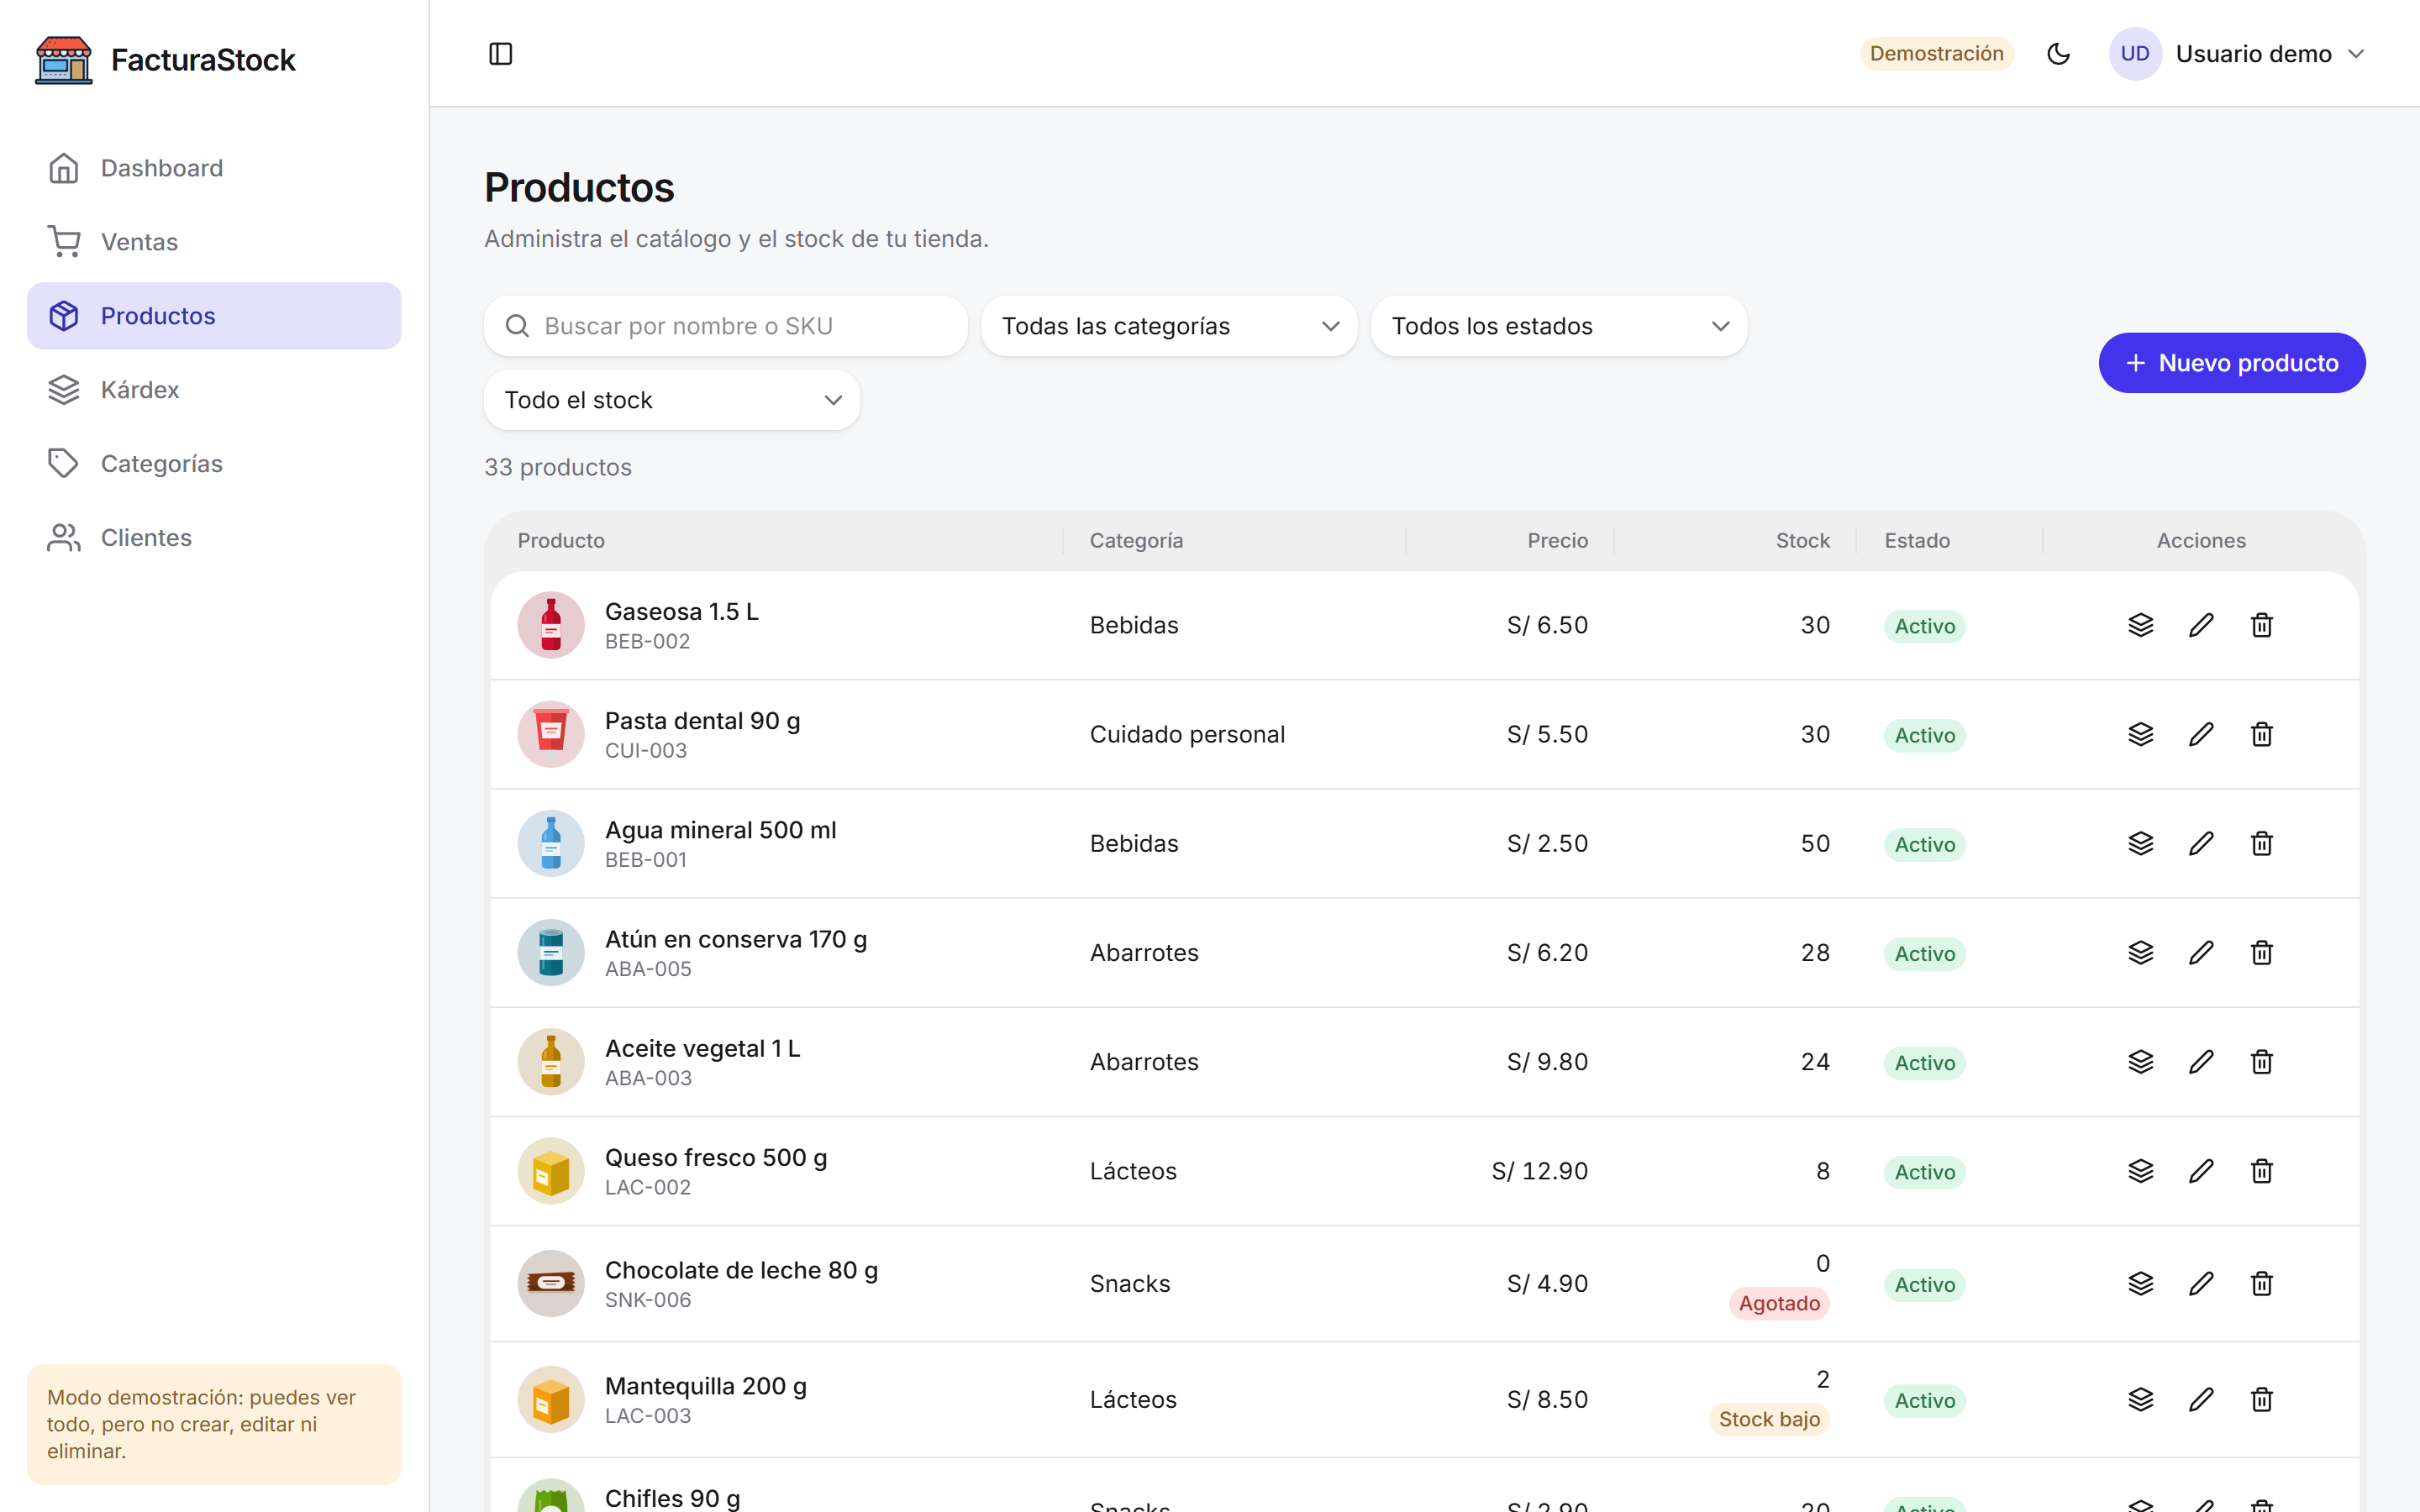 FacturaStock
Demostración
UD
Usuario demo
Dashboard
Ventas
Productos
Kárdex
Categorías
Clientes
Modo demostración: puedes ver
todo, pero no crear, editar ni
eliminar.
Productos
Administra el catálogo y el stock de tu tienda.
Buscar por nombre o SKU
Todas las categorías
Todos los estados
Todo el stock
Nuevo producto
33 productos
Producto Categoría Precio Stock Estado Acciones
Gaseosa 1.5 L
BEB-002
Bebidas S/ 6.50 30 Activo
Pasta dental 90 g
CUI-003
Cuidado personal S/ 5.50 30 Activo
Agua mineral 500 ml
BEB-001
Bebidas S/ 2.50 50 Activo
Atún en conserva 170 g
ABA-005
Abarrotes S/ 6.20 28 Activo
Aceite vegetal 1 L
ABA-003
Abarrotes S/ 9.80 24 Activo
Queso fresco 500 g
LAC-002
Lácteos S/ 12.90 8 Activo
Chocolate de leche 80 g
SNK-006
Snacks S/ 4.90 0 Agotado Activo
Mantequilla 200 g
LAC-003
Lácteos S/ 8.50 2 Stock bajo Activo
Chifles 90 g
Snacks S/ 2.90 20 Activo